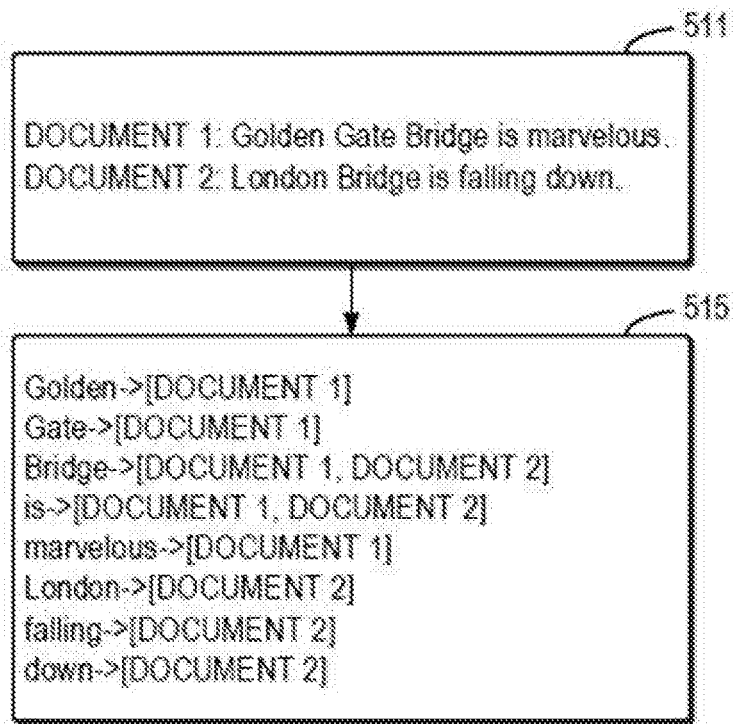 511
DOCUMENT 1: Golden Gate Bridge is marvelous.
DOCUMENT 2: London Bridge is falling down.
515
Golden->[DOCUMENT 1]
Gate->[DOCUMENT 1]
Bridge->[DOCUMENT 1, DOCUMENT 2]
is->[DOCUMENT 1, DOCUMENT 2]
marvelous->[DOCUMENT 1]
London->[DOCUMENT 2]
falling->[DOCUMENT 2]
down->[DOCUMENT 2]